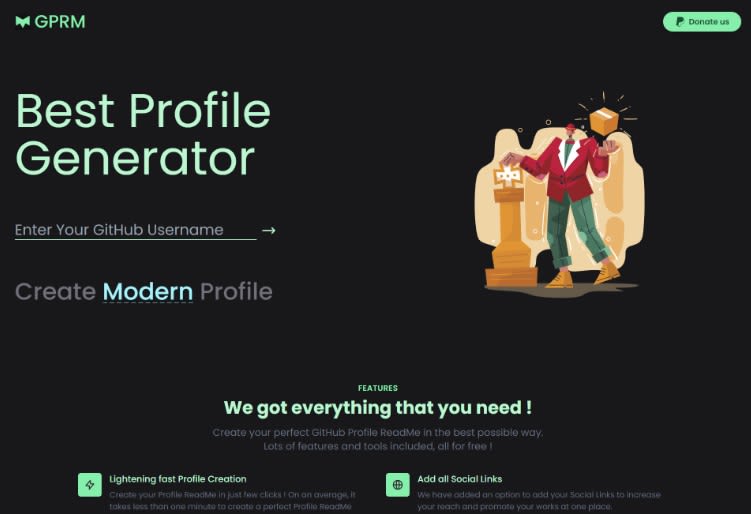 GPRM
Donate us
Best Profile
Generator
Enter Your GitHub Username
Create Modern Profile
FEATURES
We got everything that you need !
Create your perfect GitHub Profile ReadMe in the best possible way.
Lots of features and tools included, all for free !
Lightening fast Profile Creation
Create your Profile ReadMe in just few clicks ! On an average, it
takes less than one minute to create a perfect Profile ReadMe
Add all Social Links
We have added an option to add your Social Links to increase
your reach and promote your works at one place.